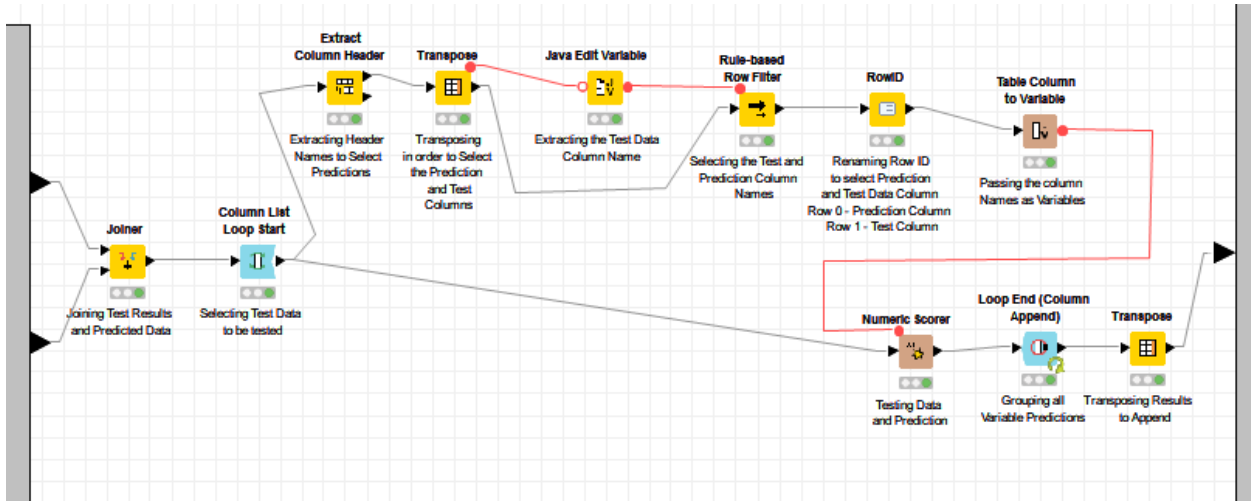 Extract
Column Header
Extracting Header
Names to Select
Predictions
Transpose
Transposing
in order to Select
the Prediction
and Test
Columns
Java Edit Variable
Extracting the Test Data
Column Name
Rule-based
Row Filter
Selecting the Test and
Prediction Column
Names
RowID
Renaming Row ID
to select Prediction
and Test Data Column
Row 0 - Prediction Column
Row 1 - Test Column
Table Column
to Variable
Passing the column
Names as Variables
Joiner
Joining Test Results
and Predicted Data
Column List
Loop Start
Selecting Test Data
to be tested
Numeric Scorer
Testing Data
and Prediction
Loop End (Column
Append)
Grouping all
Variable Predictions
Transpose
Transposing Results
to Append